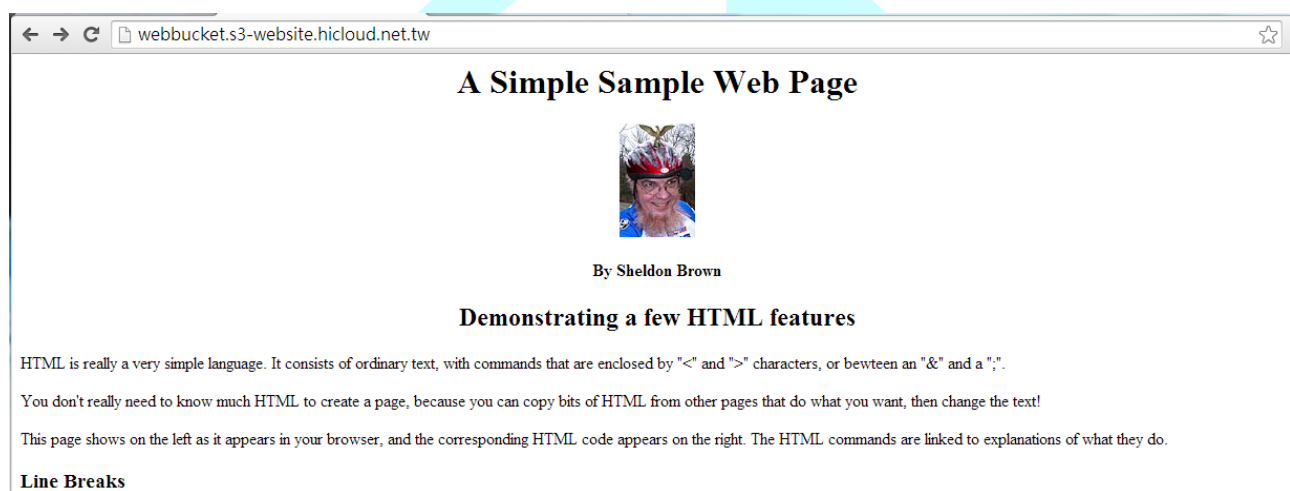 webbucket.s3-website.hicloud.net.tw
A Simple Sample Web Page
By Sheldon Brown
Demonstrating a few HTML features
HTML is really a very simple language. It consists of ordinary text, with commands that are enclosed by "<" and ">" characters, or bewteen an "&" and a ";".
You don't really need to know much HTML to create a page, because you can copy bits of HTML from other pages that do what you want, then change the text!
This page shows on the left as it appears in your browser, and the corresponding HTML code appears on the right. The HTML commands are linked to explanations of what they do.
Line Breaks